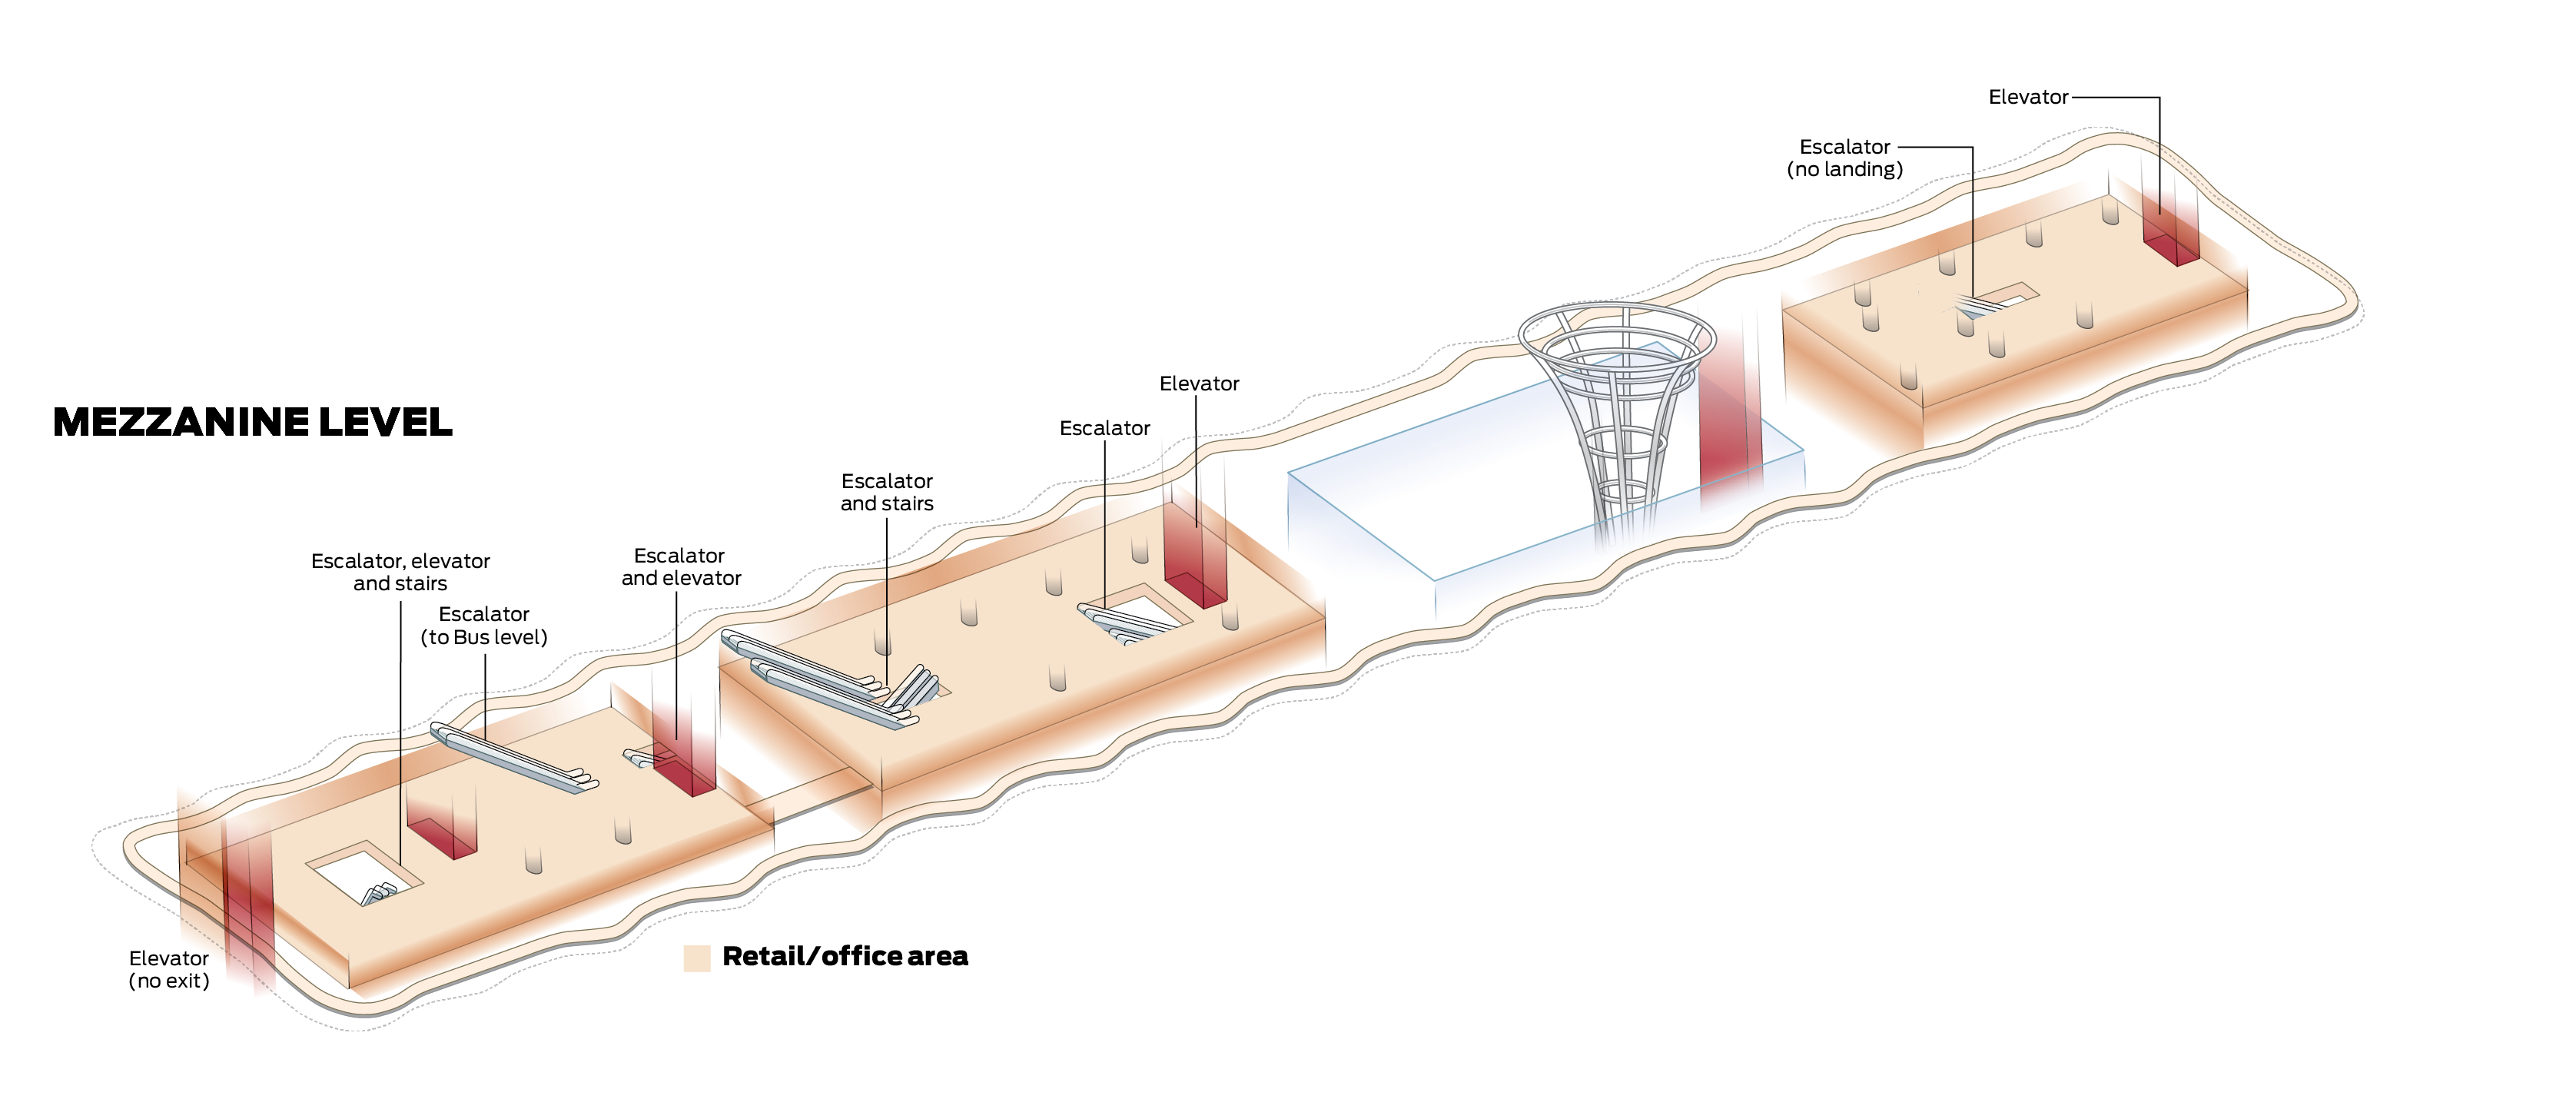 Elevator
Escalator
(no landing)
Elevator
MEZZANINE LEVEL
Escalator
Escalator
and stairs
Escalator, elevator
and stairs
Escalator
and elevator
Escalator
(to Bus level)
Elevator
(no exit)
Retail/office area